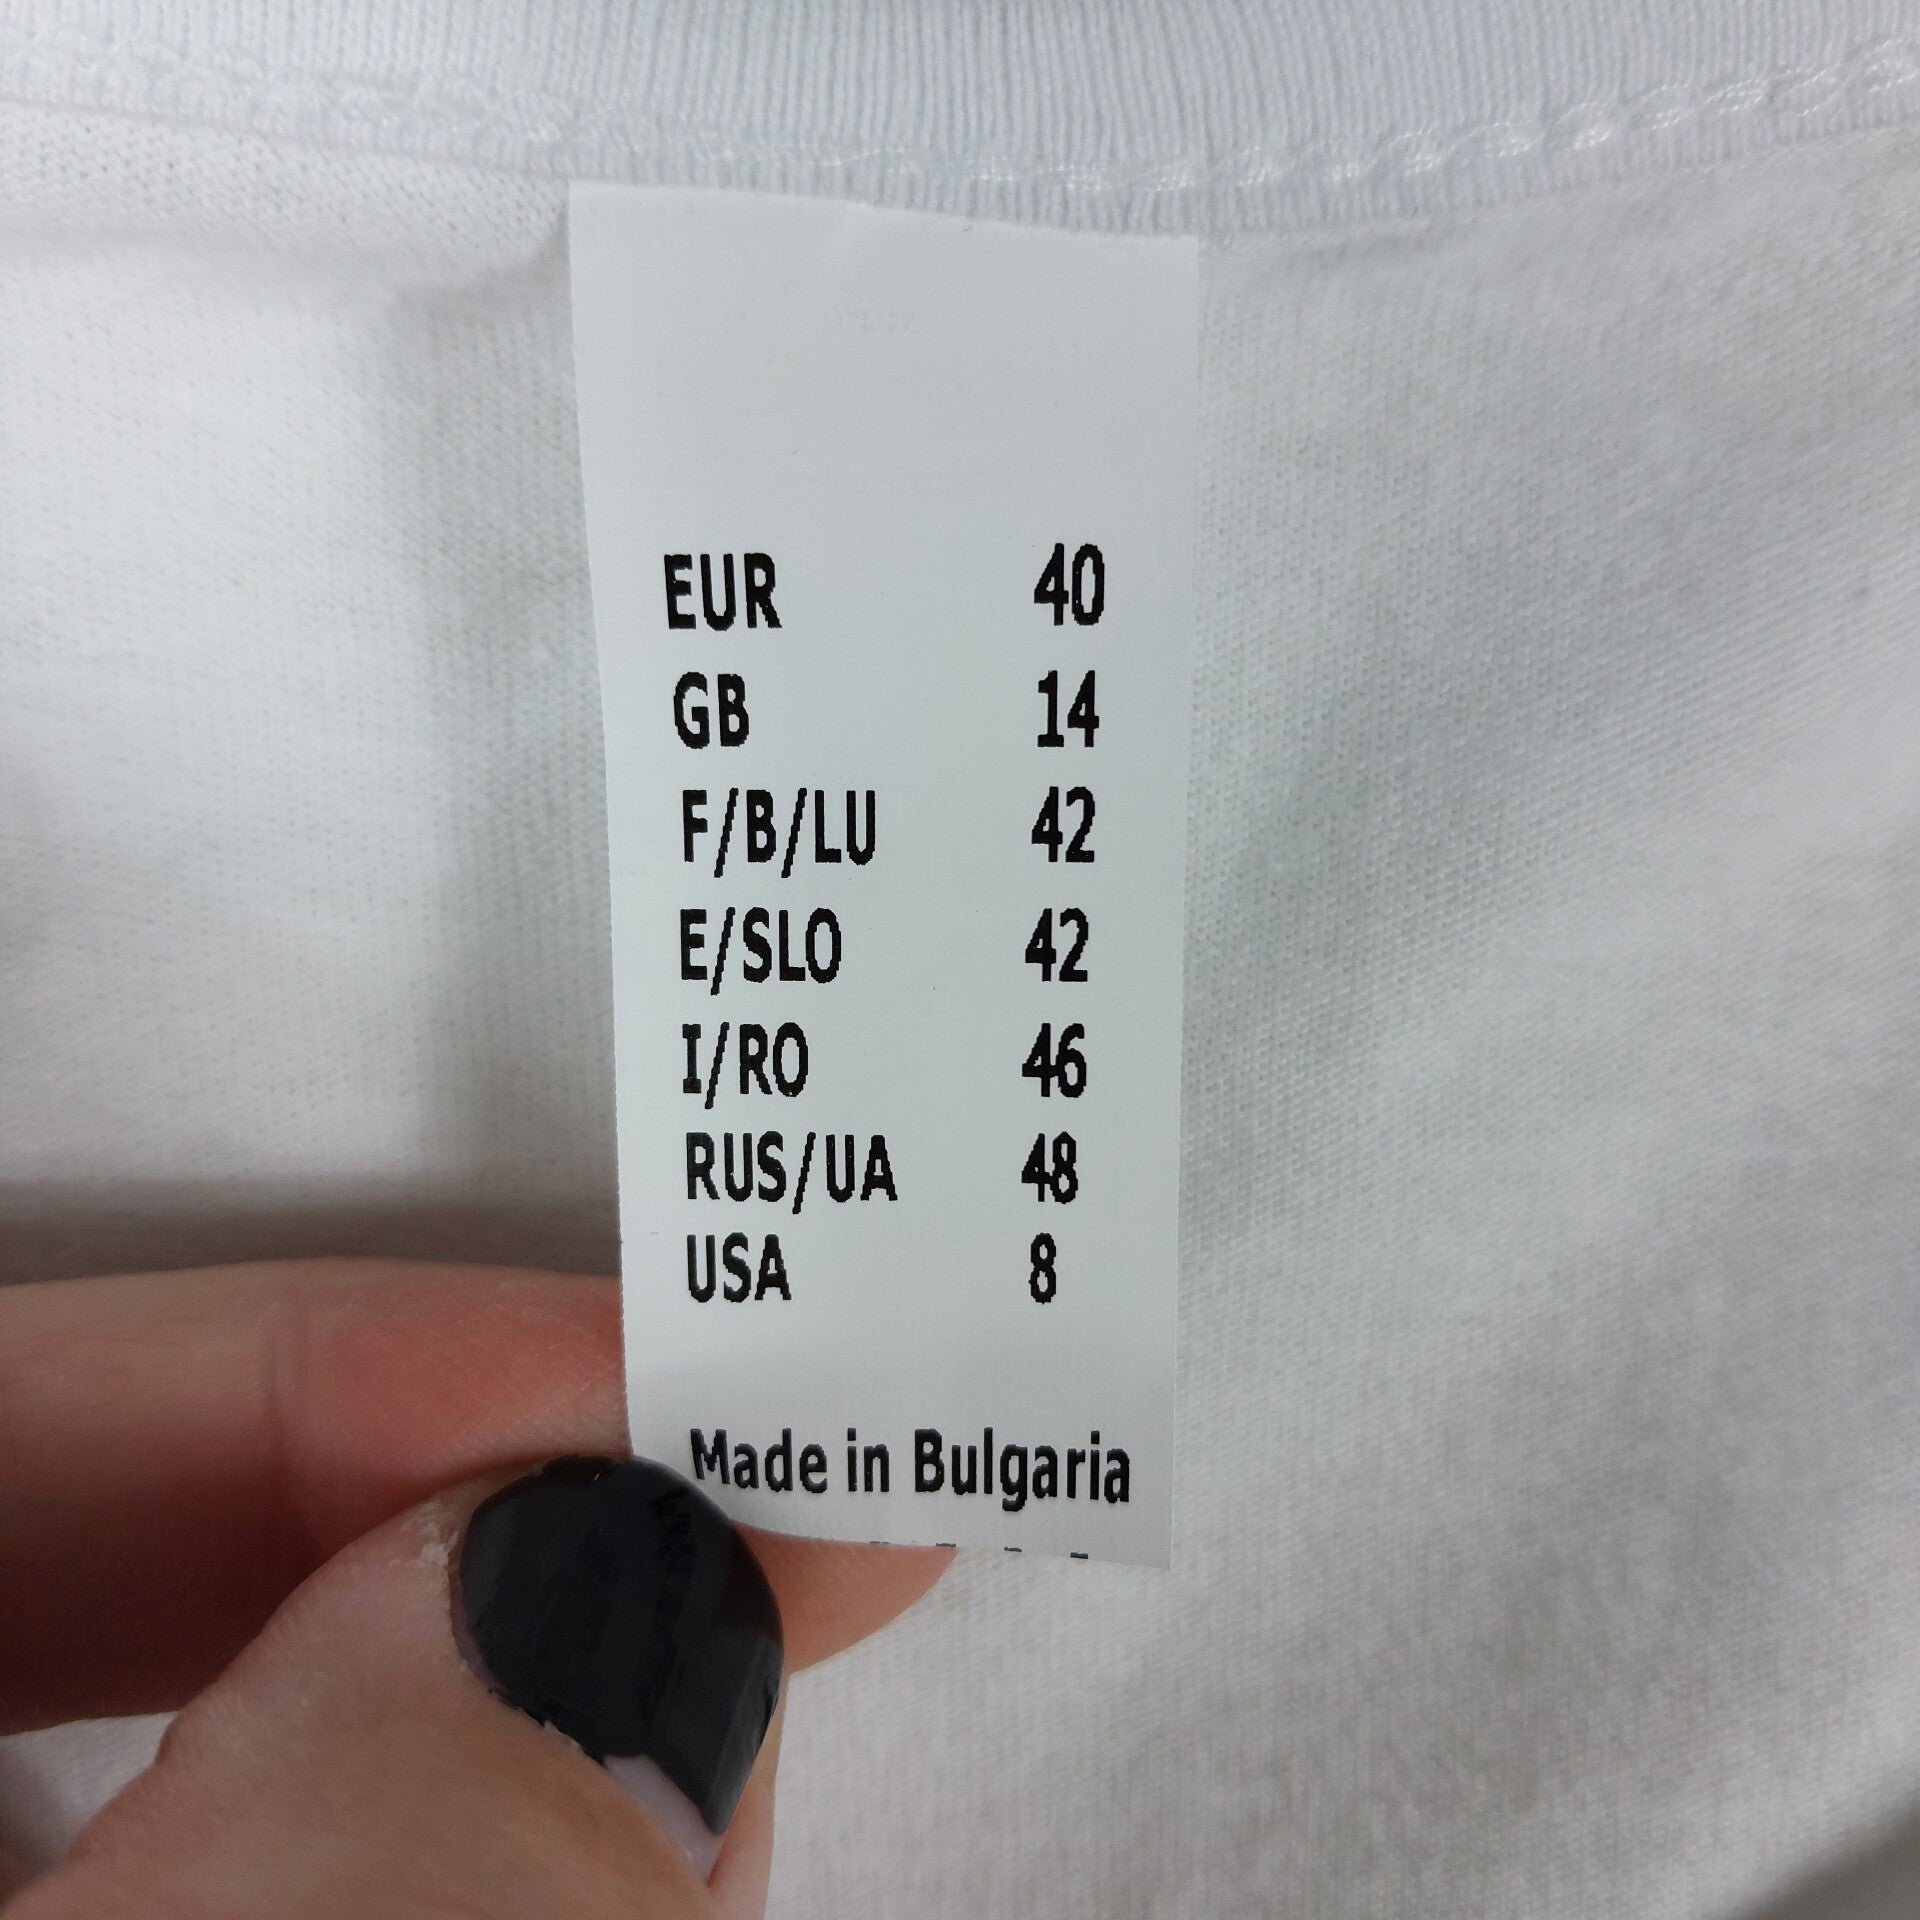 EUR 40
GB 14
F/B/LU 42
E/SLO 42
I/RO 46
RUS/UA 48
USA 8
Made in Bulgaria